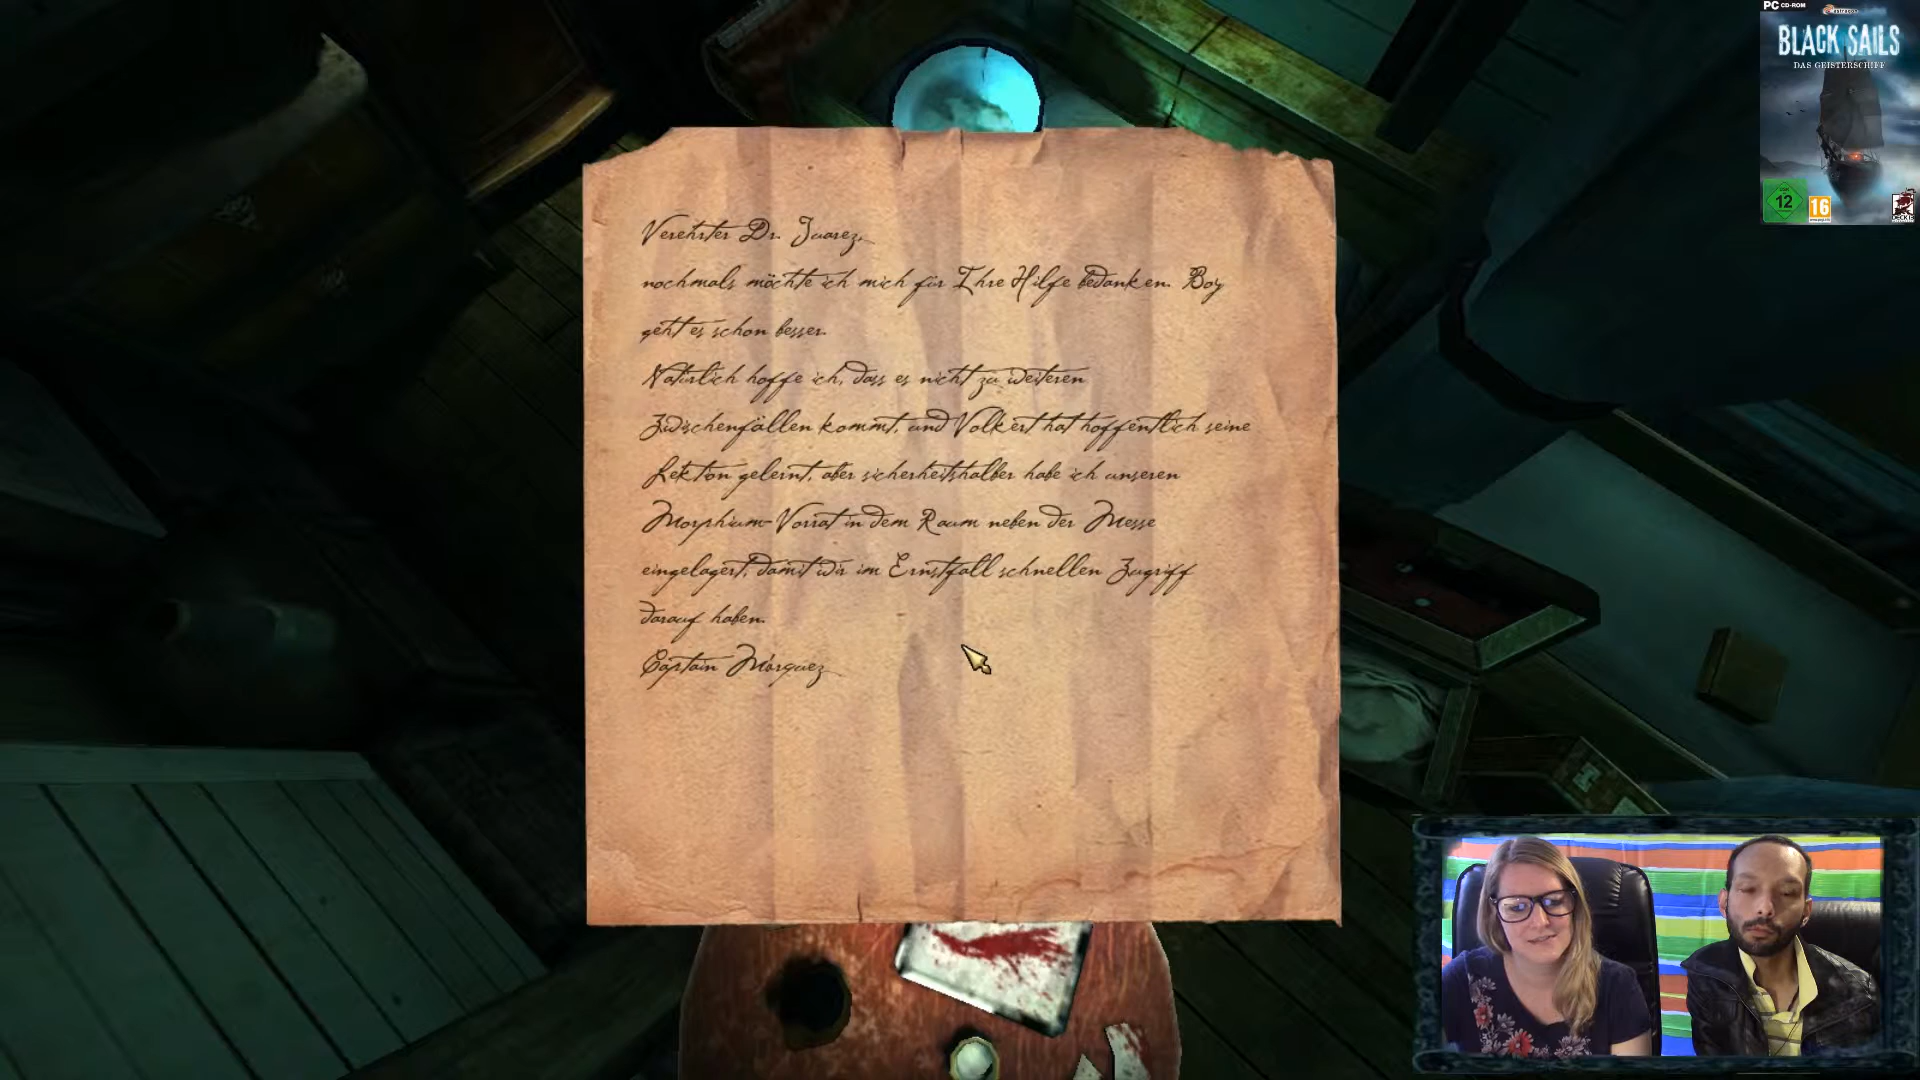 Verehrter Dr. Juarez,
nochmals möchte ich mich für Ihre Hilfe bedanken. Boy
geht es schon besser.
Natürlich hoffe ich, dass es nicht zu weiteren
Zwischenfällen kommt, und Volkert hat hoffentlich seine
Lektion gelernt, aber sicherheitshalber habe ich unseren
Morphium-Vorrat in dem Raum neben der Messe
eingelagert, damit wir im Ernstfall schnellen Zugriff
darauf haben.
Captain Márquez
PC CD-ROM
BLACK SAILS
DAS GEISTERSCHIFF
12
16